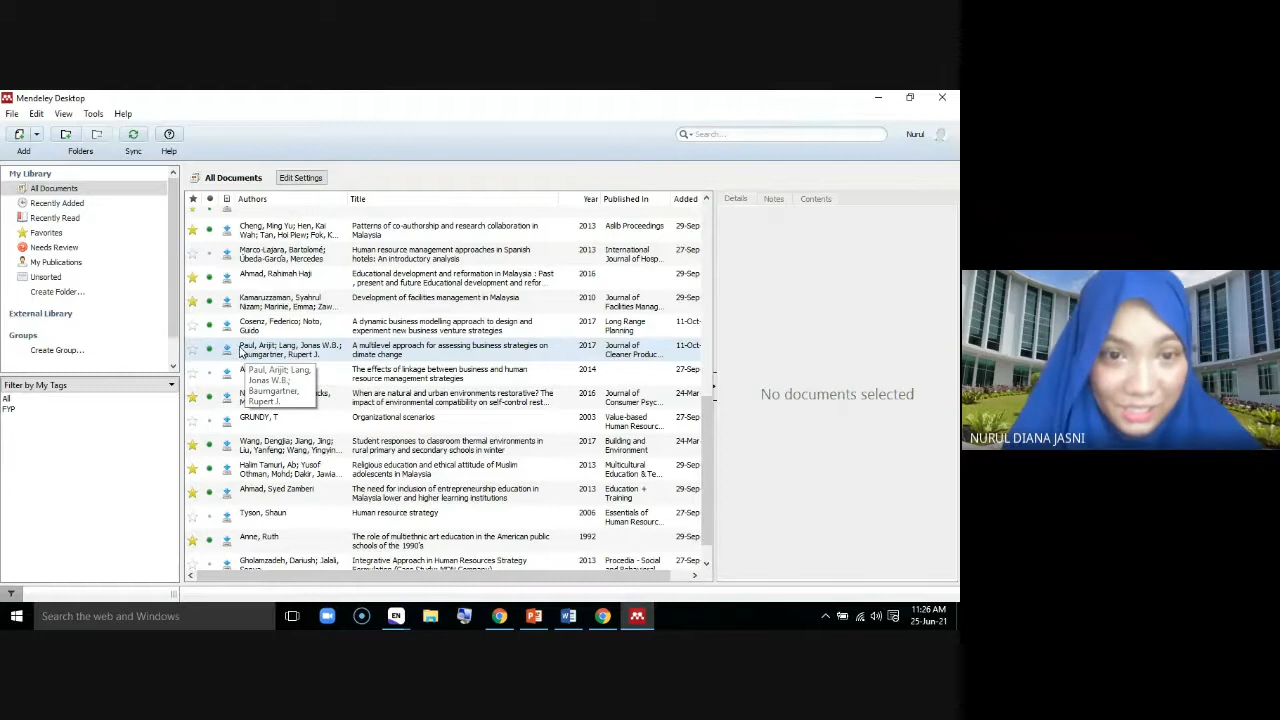 Mendeley Desktop
File Edit View Tools Help
Search...
Nurul
Add Folders Sync Help
My Library
All Documents
Recently Added
Recently Read
Favorites
Needs Review
My Publications
Unsorted
Create Folder...
External Library
Groups
Create Group...
Filter by My Tags
All
FYP
All Documents Edit Settings
Authors Title Year Published In Added
Cheng, Ming Yu; Hen, Kai Patterns of co-authorship and research collaboration in 2013 Aslib Proceedings 29-Sep
Wah; Tan, Hoi Piew; Fok, K... Malaysia
Marco-Lajara, Bartolomé; Human resource management approaches in Spanish 2013 International 27-Sep
Úbeda-García, Mercedes hotels: An introductory analysis Journal of Hosp...
Ahmad, Rahimah Haji Educational development and reformation in Malaysia : Past 2016 29-Sep
, present and future Educational development and refor...
Kamaruzzaman, Syahrul Development of facilities management in Malaysia 2010 Journal of 29-Sep
Nizam; Marinie, Emma; Zaw... Facilities Manag...
Cosenz, Federico; Noto, A dynamic business modelling approach to design and 2017 Long Range 11-Oct-
Guido experiment new business venture strategies Planning
Paul, Arijit; Lang, Jonas W.B.; A multilevel approach for assessing business strategies on 2017 Journal of 11-Oct-
Baumgartner, Rupert J. climate change Cleaner Produc...
Paul, Arijit; Lang,
Jonas W.B.;
Baumgartner,
Rupert J.
The effects of linkage between business and human 2014 27-Sep
resource management strategies
When are natural and urban environments restorative? The 2016 Journal of 24-Mar
impact of environmental compatibility on self-control rest... Consumer Psyc...
GRUNDY, T Organizational scenarios 2003 Value-based 27-Sep
Human Resourc...
Wang, Dengjia; Jiang, Jing; Student responses to classroom thermal environments in 2017 Building and 24-Mar
Liu, Yanfeng; Wang, Yingyin... rural primary and secondary schools in winter Environment
Halim Tamuri, Ab; Yusof Religious education and ethical attitude of Muslim 2013 Multicultural 29-Sep
Othman, Mohd; Dakir, Jawia... adolescents in Malaysia Education & Te...
Ahmad, Syed Zamberi The need for inclusion of entrepreneurship education in 2013 Education + 29-Sep
Malaysia lower and higher learning institutions Training
Tyson, Shaun Human resource strategy 2006 Essentials of 27-Sep
Human Resourc...
Anne, Ruth The role of multiethnic art education in the American public 1992 29-Sep
schools of the 1990's
Gholamzadeh, Dariush; Jalali, Integrative Approach in Human Resources Strategy 2013 Procedia - Social 27-Sep
Details Notes Contents
No documents selected
NURUL DIANA JASNI
Search the web and Windows
EN
11:26 AM
25-Jun-21